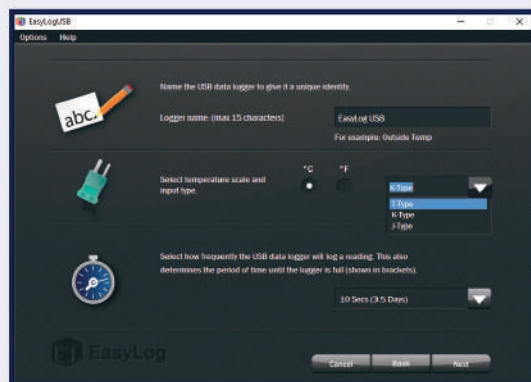 EasyLogUSB
Options Help
abc.
Name the USB data logger to give it a unique identity.
Logger name: (max 15 characters)
EasyLog USB
For example: Outside Temp
°C °F
Select temperature scale and
input type.
K-Type
T-Type
K-Type
J-Type
Select how frequently the USB data logger will log a reading. This also
determines the period of time until the logger is full (shown in brackets).
10 Secs (3.5 Days)
EasyLog
Cancel Back Next